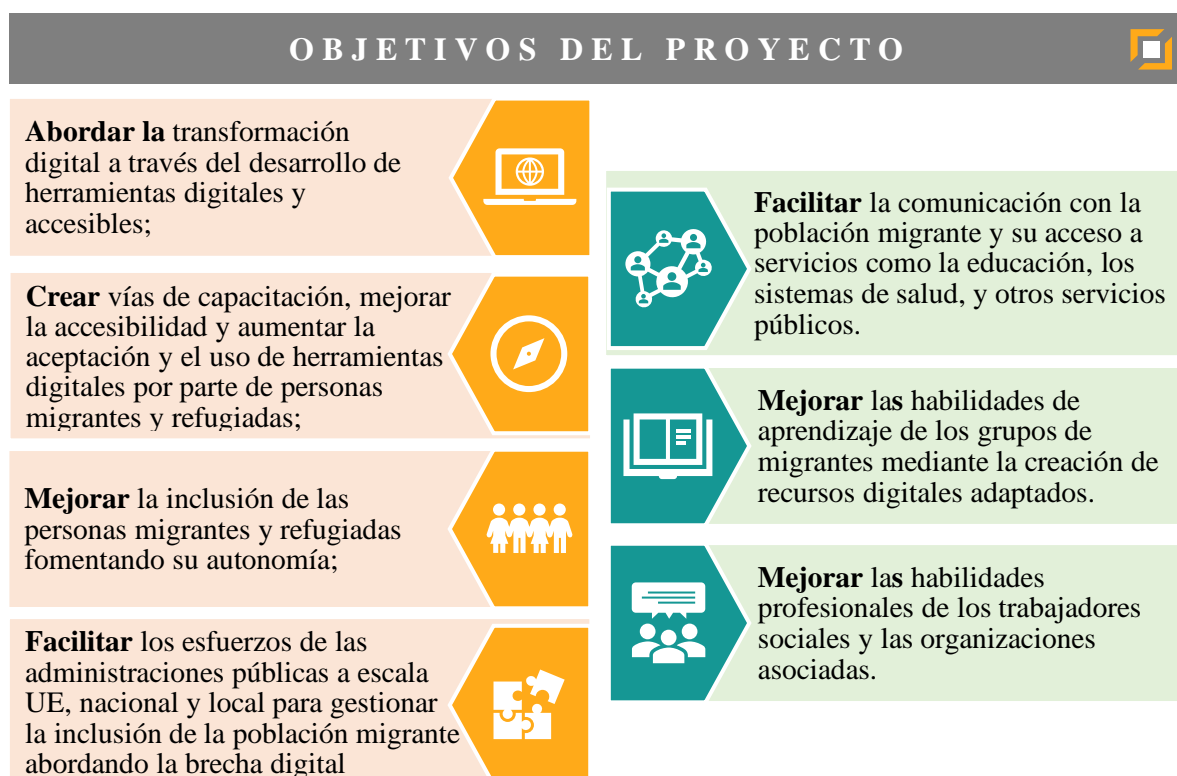 OBJETIVOS DEL PROYECTO
Abordar la transformación
digital a través del desarrollo de
herramientas digitales y
accesibles;
Crear vías de capacitación, mejorar
la accesibilidad y aumentar la
aceptación y el uso de herramientas
digitales por parte de personas
migrantes y refugiadas;
Mejorar la inclusión de las
personas migrantes y refugiadas
fomentando su autonomía;
Facilitar los esfuerzos de las
administraciones públicas a escala
UE, nacional y local para gestionar
la inclusión de la población migrante
abordando la brecha digital
Facilitar la comunicación con la
población migrante y su acceso a
servicios como la educación, los
sistemas de salud, y otros servicios
públicos.
Mejorar las habilidades de
aprendizaje de los grupos de
migrantes mediante la creación de
recursos digitales adaptados.
Mejorar las habilidades
profesionales de los trabajadores
sociales y las organizaciones
asociadas.